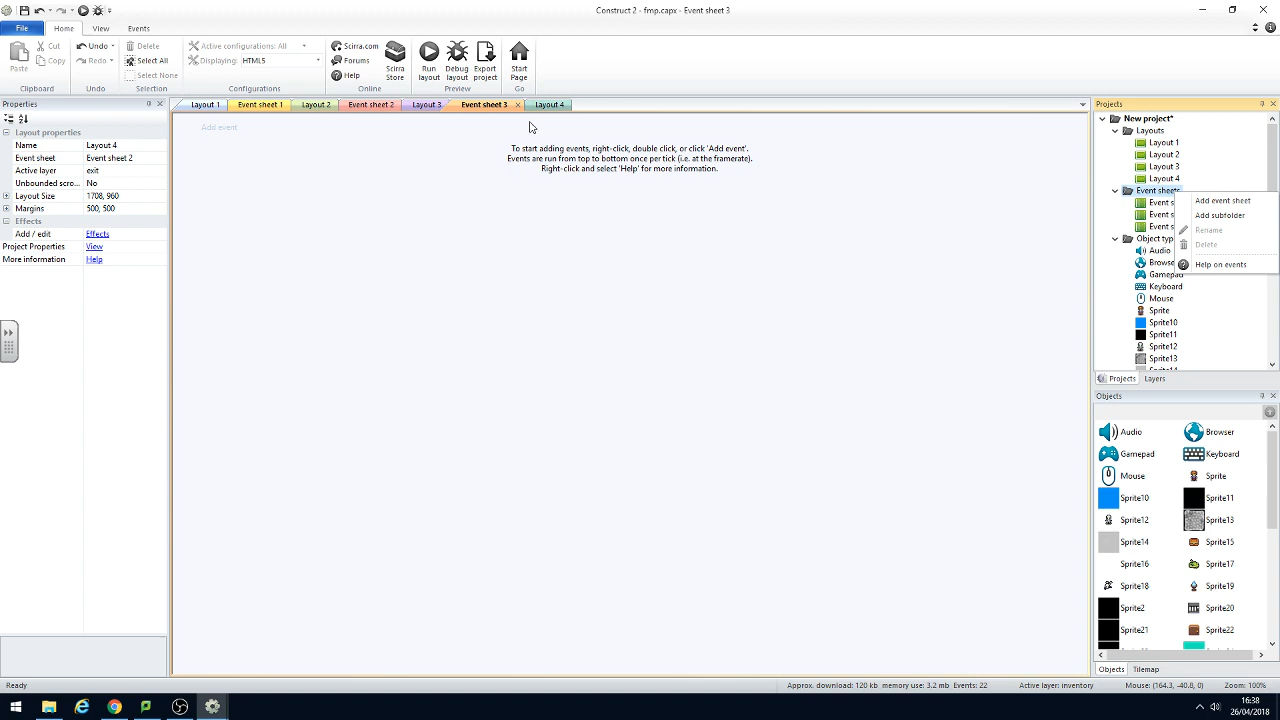 Construct 2 - fmp.capx - Event sheet 3
File
Home
View
Events
Paste
Cut
Copy
Clipboard
Undo
Redo
Undo
Delete
Select All
Select None
Selection
Active configurations: All
Displaying: HTML5
Configurations
Scirra.com
Forums
Help
Online
Scirra
Store
Run
layout
Debug
layout
Export
project
Preview
Start
Page
Go
Properties
Layout properties
Name Layout 4
Event sheet Event sheet 2
Active layer exit
Unbounded scro... No
Layout Size 1708, 960
Margins 500, 500
Effects
Add / edit Effects
Project Properties View
More information Help
Layout 1
Event sheet 1
Layout 2
Event sheet 2
Layout 3
Event sheet 3
Layout 4
Add event
To start adding events, right-click, double click, or click 'Add event'.
Events are run from top to bottom once per tick (i.e. at the framerate).
Right-click and select 'Help' for more information.
Projects
New project*
Layouts
Layout 1
Layout 2
Layout 3
Layout 4
Event sheets
Event s
Event s
Event s
Object typ
Audio
Browse
Gamepad
Keyboard
Mouse
Sprite
Sprite10
Sprite11
Sprite12
Sprite13
Add event sheet
Add subfolder
Rename
Delete
Help on events
Projects
Layers
Objects
Audio
Browser
Gamepad
Keyboard
Mouse
Sprite
Sprite10
Sprite11
Sprite12
Sprite13
Sprite14
Sprite15
Sprite16
Sprite17
Sprite18
Sprite19
Sprite2
Sprite20
Sprite21
Sprite22
Objects
Tilemap
Ready
Approx. download: 120 kb
memory use: 3.2 mb
Events: 22
Active layer: inventory
Mouse: (164.3, -40.8, 0)
Zoom: 100%
16:38
26/04/2018